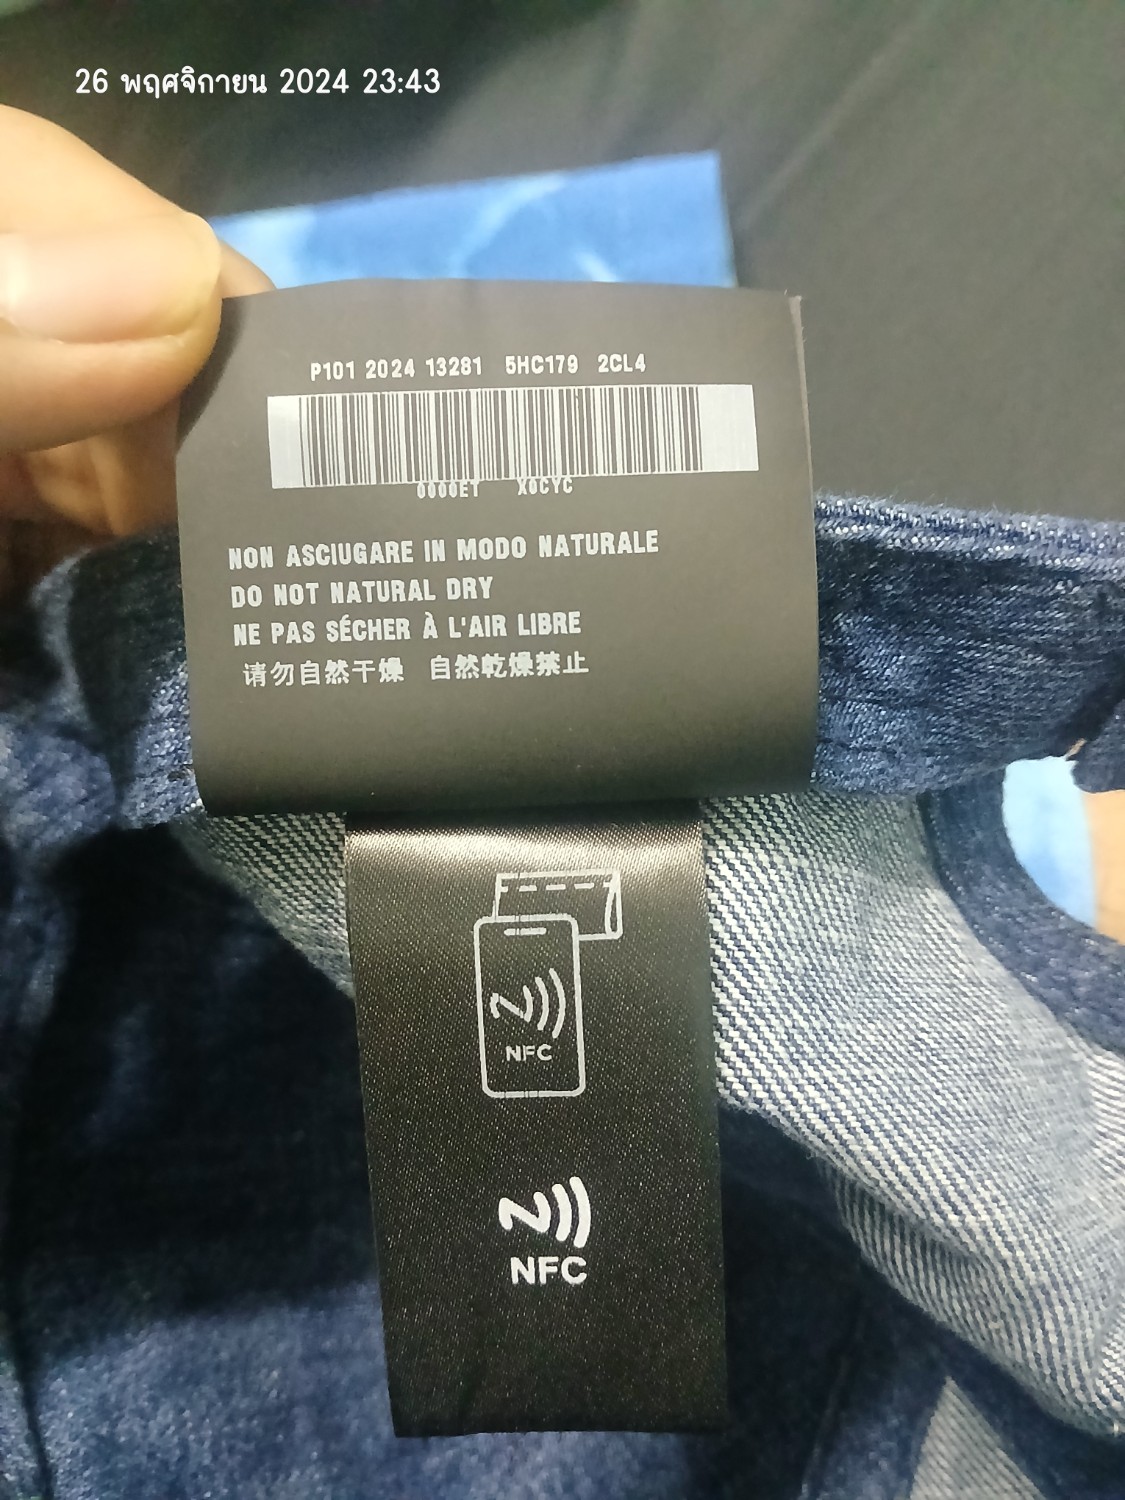 26 พฤศจิกายน 2024 23:43
P101 2024 13281 5HC179 2CL4
0000ET X0CYC
NON ASCIUGARE IN MODO NATURALE
DO NOT NATURAL DRY
NE PAS SÉCHER À L'AIR LIBRE
请勿自然干燥 自然乾燥禁止
NFC
NFC